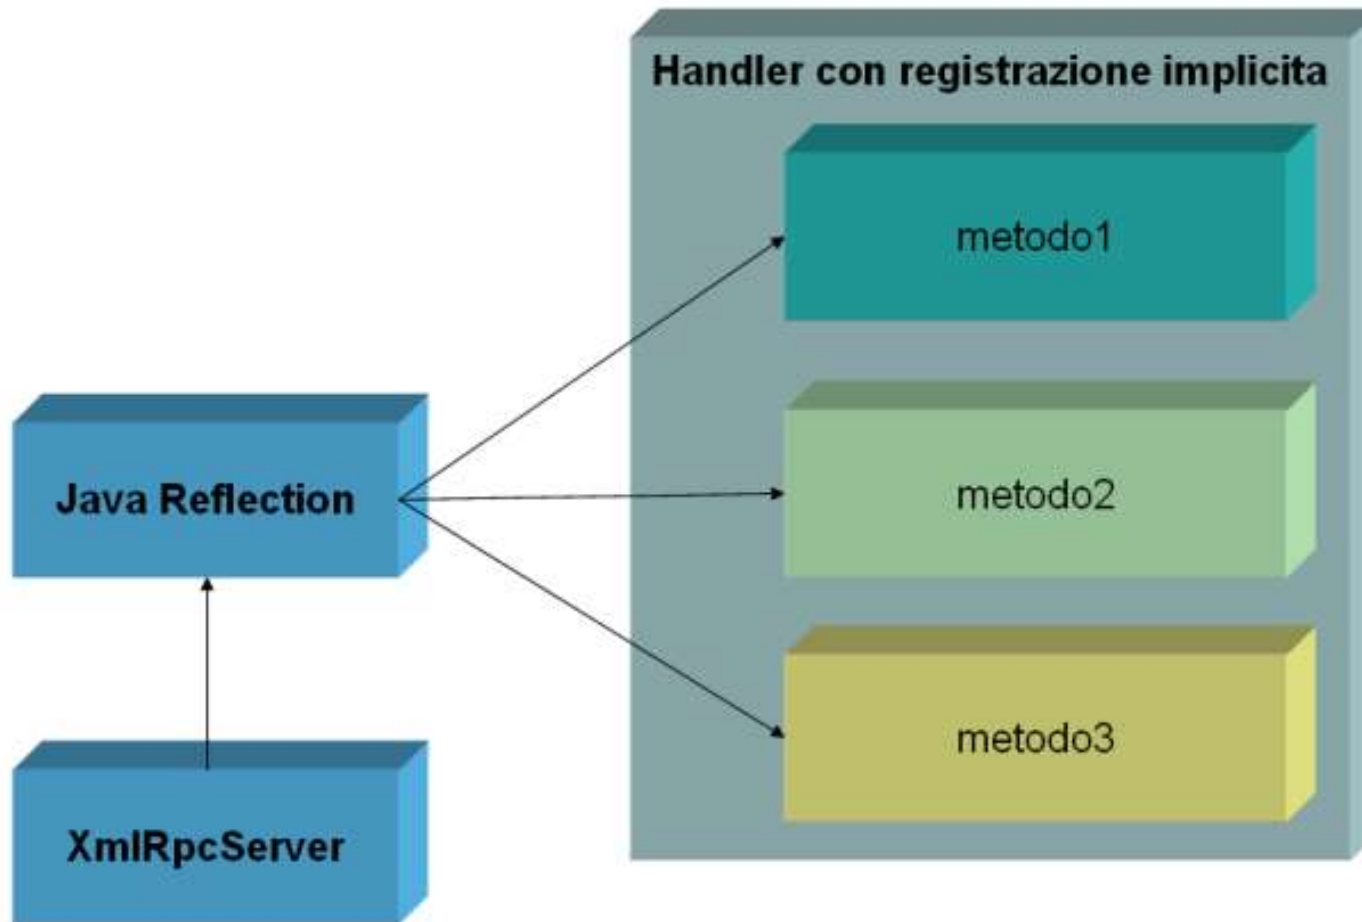 Handler con registrazione implicita
metodo1
Java Reflection
metodo2
metodo3
XmlRpcServer